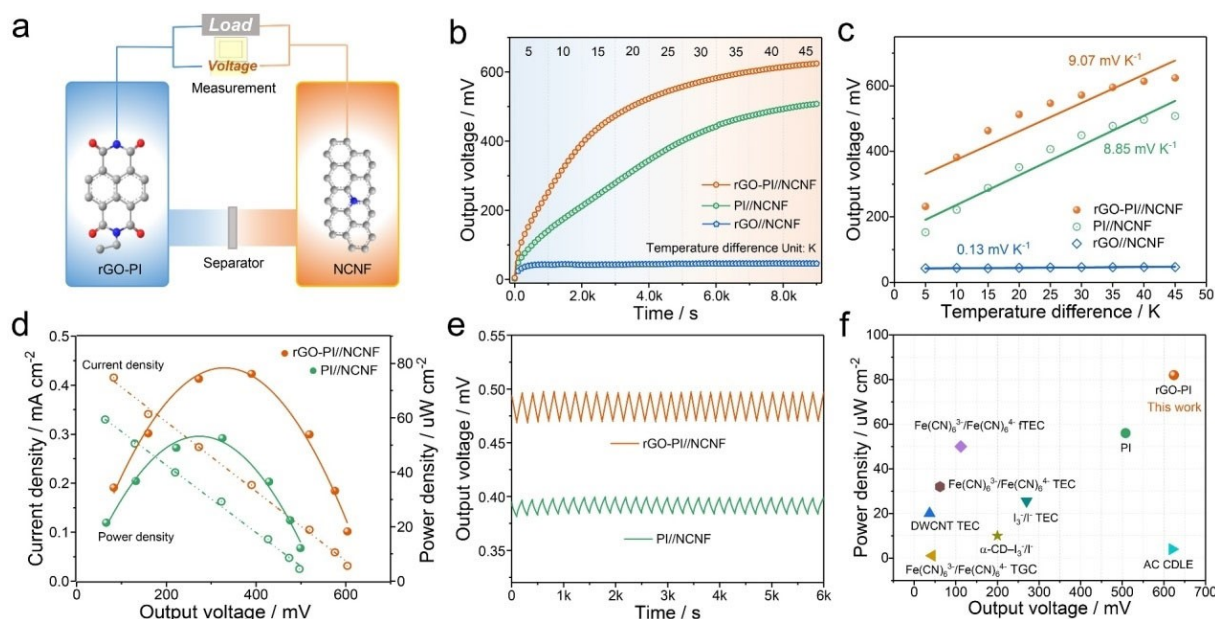 a
Load
Voltage
Measurement
rGO-PI
Separator
NCNF
b
5 10 15 20 25 30 35 40 45
600
400
200
0
Output voltage / mV
rGO-PI//NCNF
PI//NCNF
rGO//NCNF
Temperature difference Unit: K
0.0 2.0k 4.0k 6.0k 8.0k
Time / s
c
600
400
200
0
Output voltage / mV
9.07 mV K⁻¹
8.85 mV K⁻¹
rGO-PI//NCNF
PI//NCNF
rGO//NCNF
0.13 mV K⁻¹
0 5 10 15 20 25 30 35 40 45 50
Temperature difference / K
d
0.5
0.4
0.3
0.2
0.1
0.0
Current density / mA cm⁻²
Current density
rGO-PI//NCNF
PI//NCNF
Power density
80
60
40
20
0
Power density / uW cm⁻²
0 200 400 600
Output voltage / mV
e
0.55
0.50
0.45
0.40
0.35
Output voltage / mV
rGO-PI//NCNF
PI//NCNF
0 1k 2k 3k 4k 5k 6k
Time / s
f
100
80
60
40
20
0
Power density / uW cm⁻²
rGO-PI
This work
Fe(CN)₆³⁻/Fe(CN)₆⁴⁻ fTEC
PI
Fe(CN)₆³⁻/Fe(CN)₆⁴⁻ TEC
DWCNT TEC
I₃⁻/I⁻ TEC
α-CD–I₃⁻/I⁻
AC CDLE
Fe(CN)₆³⁻/Fe(CN)₆⁴⁻ TGC
0 100 200 300 400 500 600 700
Output voltage / mV